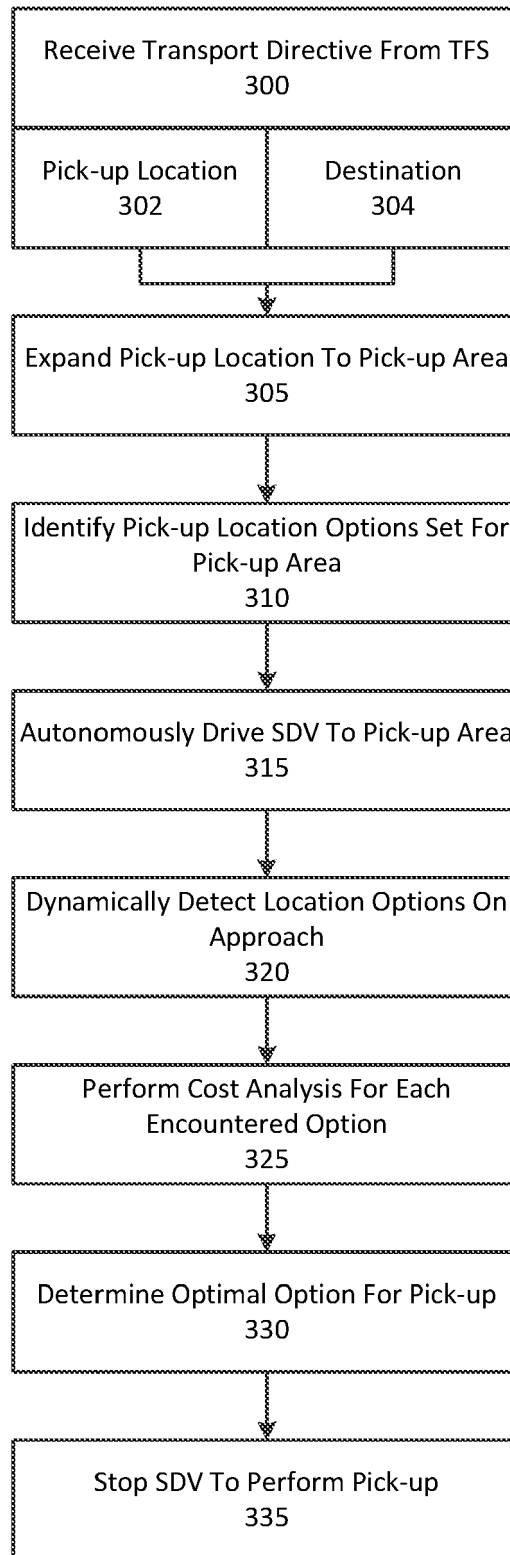 Receive Transport Directive From TFS
300
Pick-up Location
302
Destination
304
Expand Pick-up Location To Pick-up Area
305
Identify Pick-up Location Options Set For
Pick-up Area
310
Autonomously Drive SDV To Pick-up Area
315
Dynamically Detect Location Options On
Approach
320
Perform Cost Analysis For Each
Encountered Option
325
Determine Optimal Option For Pick-up
330
Stop SDV To Perform Pick-up
335